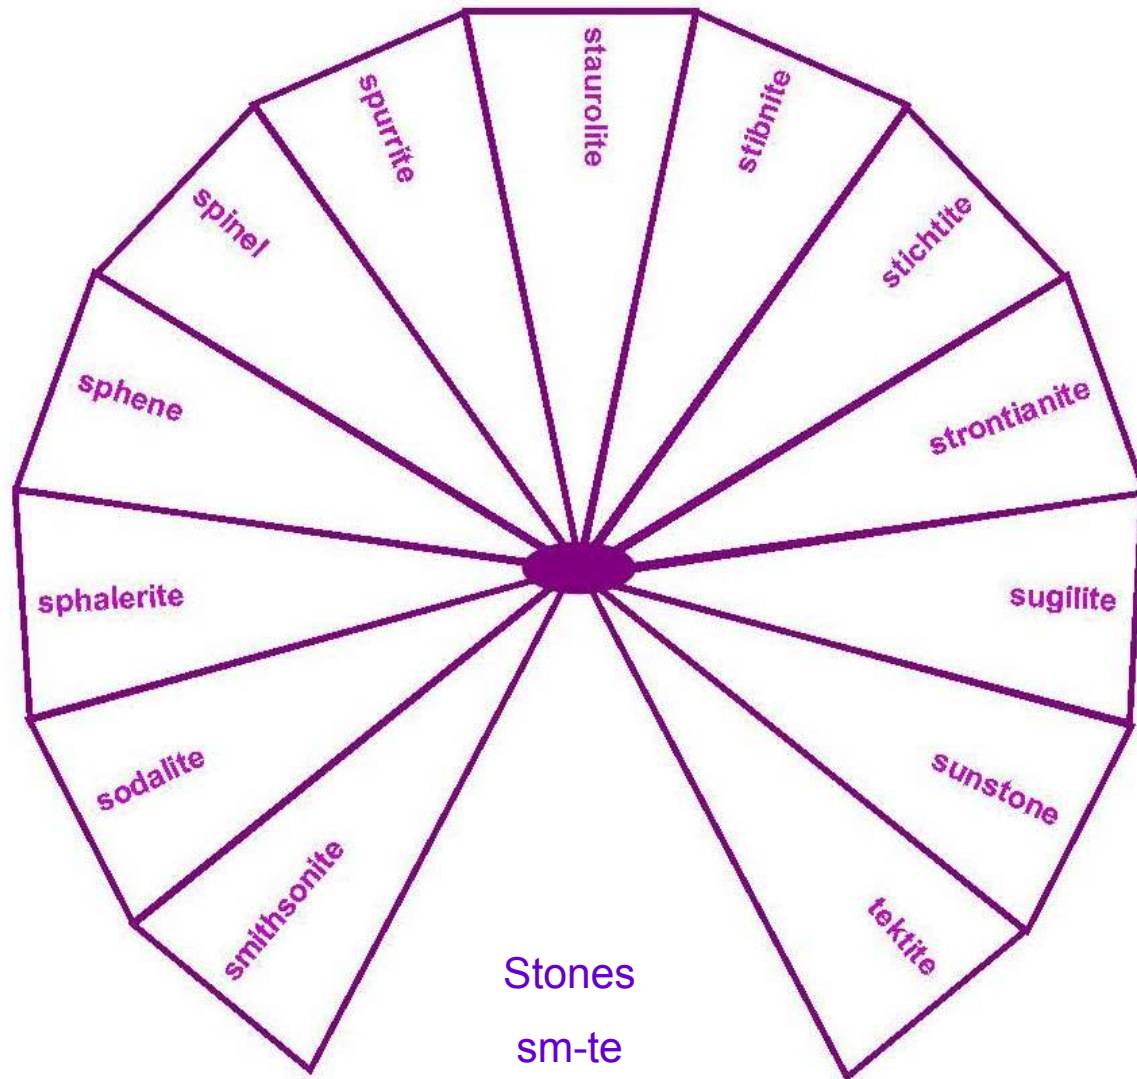 smithsonite
sodalite
sphalerite
sphene
spinel
spurrite
staurolite
stibnite
stichtite
strontianite
sugilite
sunstone
tektite
Stones
sm-te